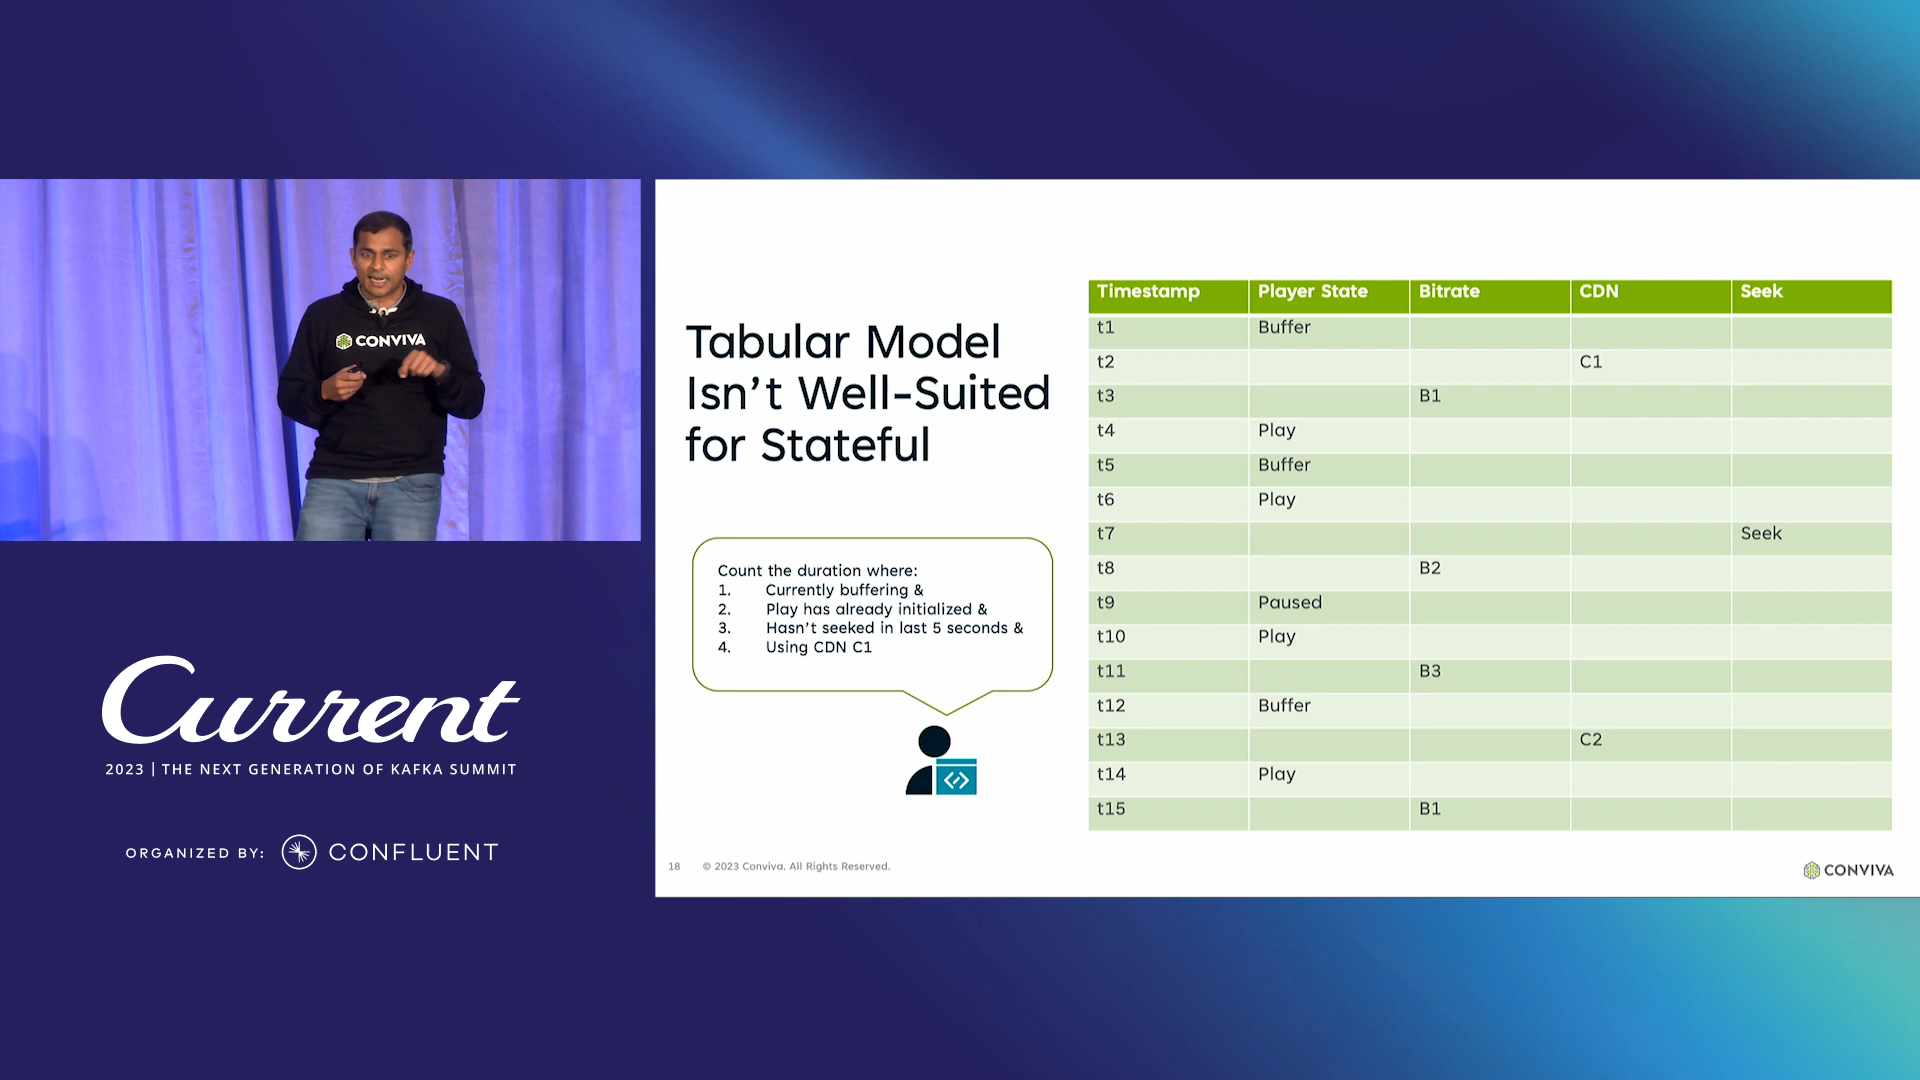 CONVIVA
Current
2023 | THE NEXT GENERATION OF KAFKA SUMMIT
ORGANIZED BY: CONFLUENT
Tabular Model
Isn't Well-Suited
for Stateful
Count the duration where:
1. Currently buffering &
2. Play has already initialized &
3. Hasn't seeked in last 5 seconds &
4. Using CDN C1
Timestamp Player State Bitrate CDN Seek
t1 Buffer
t2 C1
t3 B1
t4 Play
t5 Buffer
t6 Play
t7 Seek
t8 B2
t9 Paused
t10 Play
t11 B3
t12 Buffer
t13 C2
t14 Play
t15 B1
18 © 2023 Conviva. All Rights Reserved.
CONVIVA